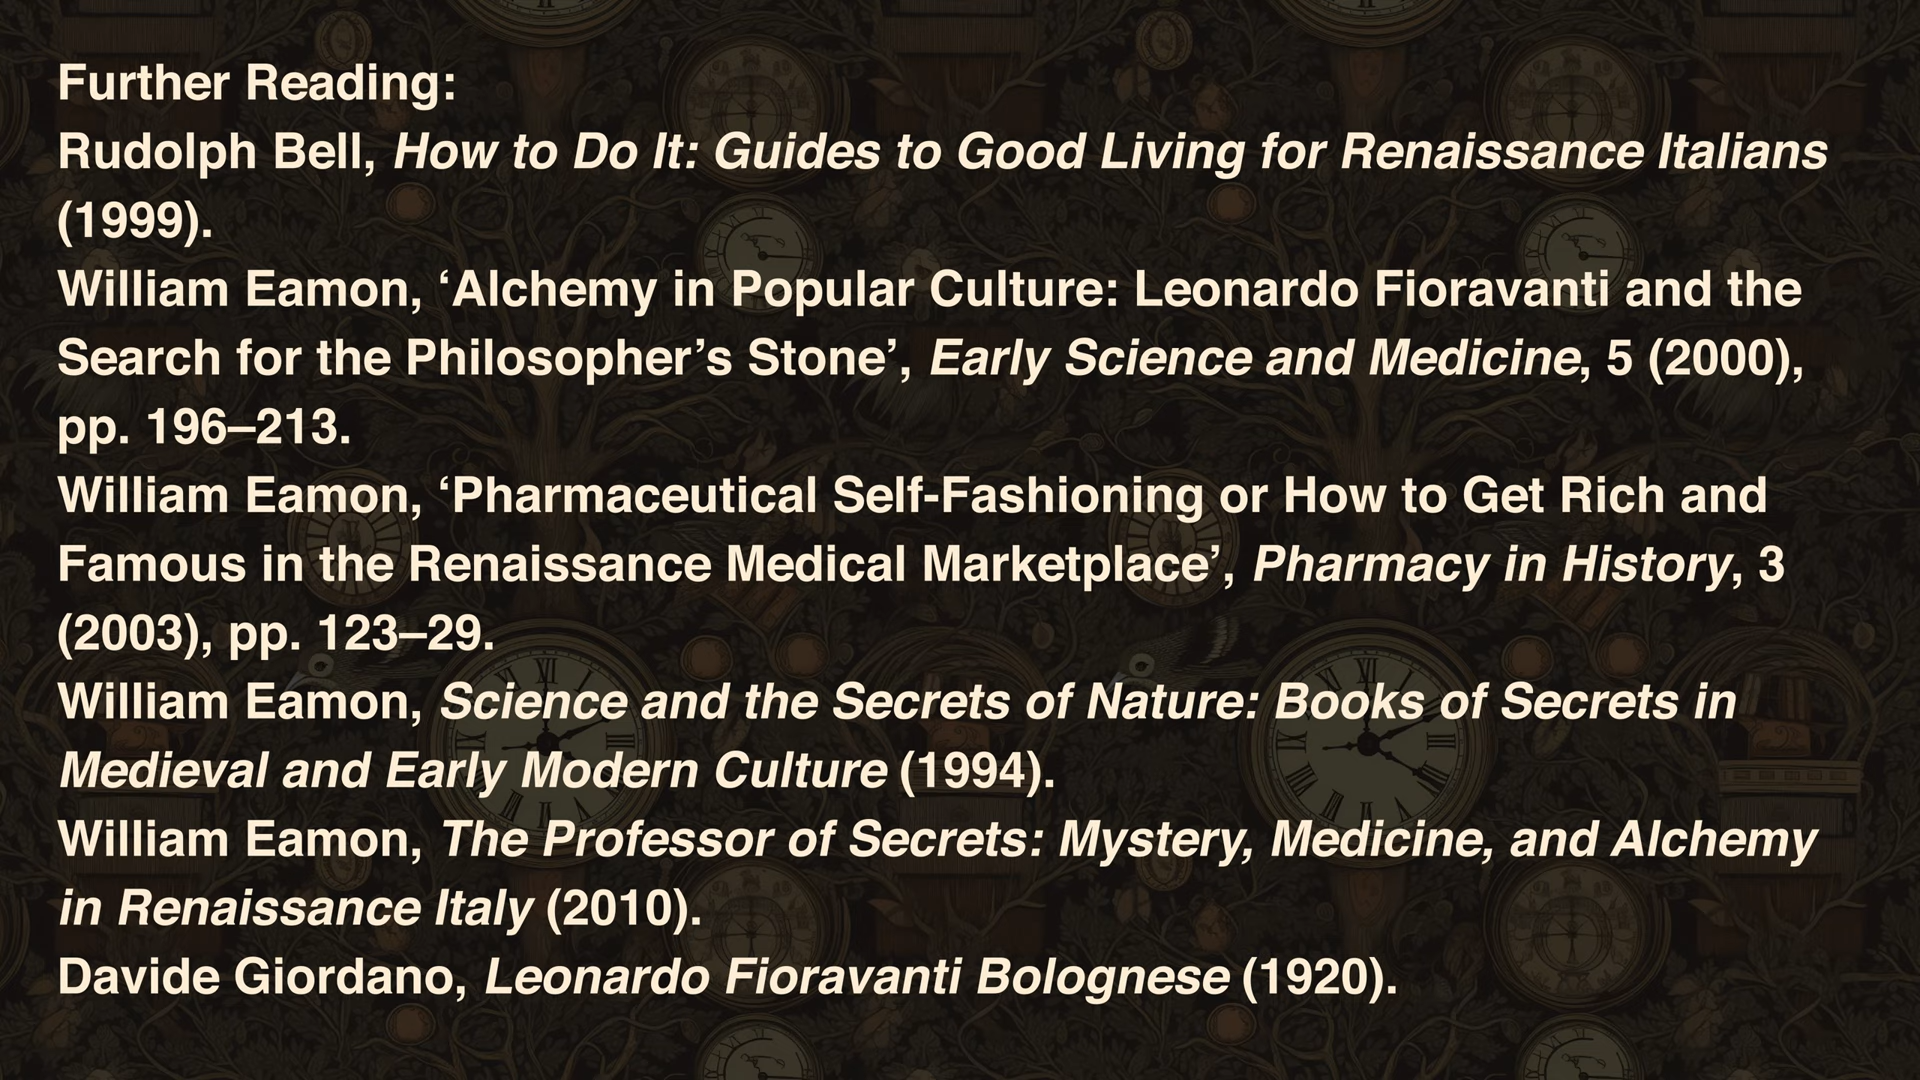 Further Reading:
Rudolph Bell, How to Do It: Guides to Good Living for Renaissance Italians
(1999).
William Eamon, ‘Alchemy in Popular Culture: Leonardo Fioravanti and the
Search for the Philosopher’s Stone’, Early Science and Medicine, 5 (2000),
pp. 196–213.
William Eamon, ‘Pharmaceutical Self-Fashioning or How to Get Rich and
Famous in the Renaissance Medical Marketplace’, Pharmacy in History, 3
(2003), pp. 123–29.
William Eamon, Science and the Secrets of Nature: Books of Secrets in
Medieval and Early Modern Culture (1994).
William Eamon, The Professor of Secrets: Mystery, Medicine, and Alchemy
in Renaissance Italy (2010).
Davide Giordano, Leonardo Fioravanti Bolognese (1920).